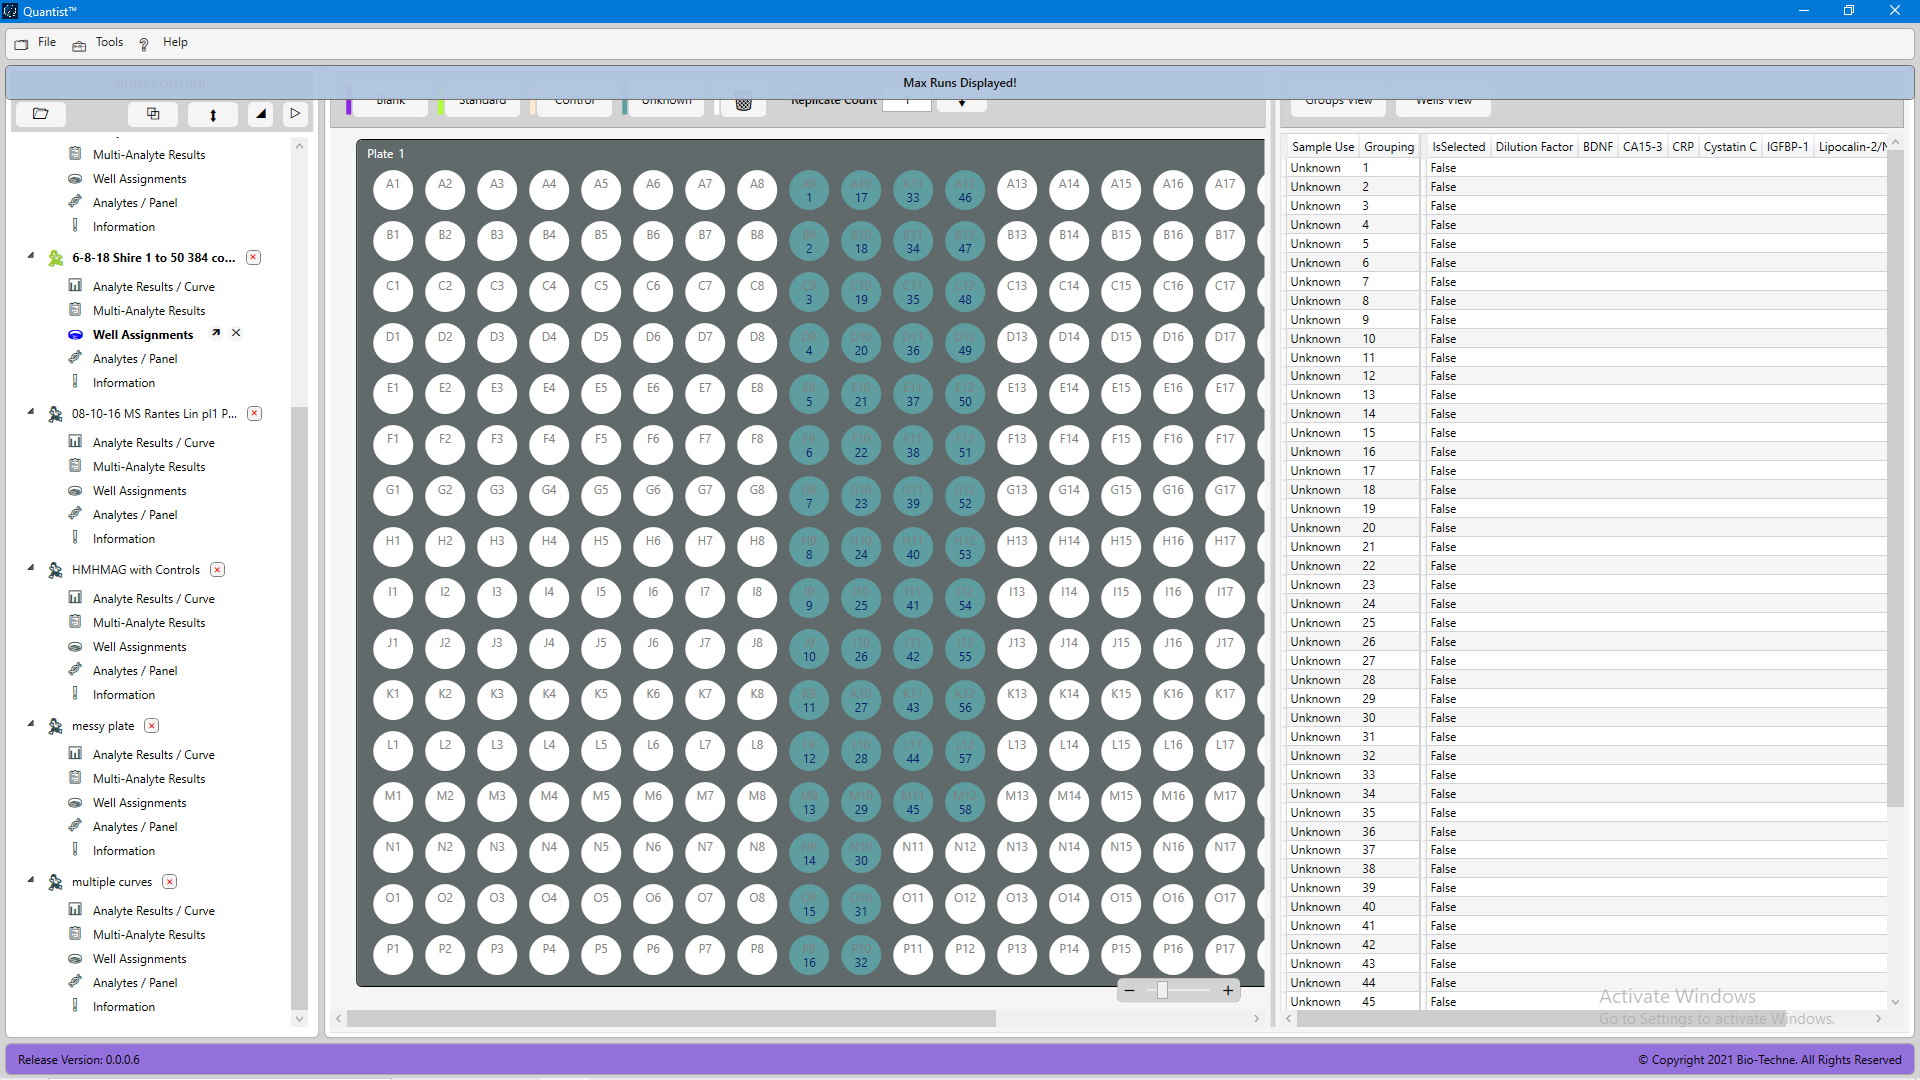 Quantist™
File Tools ? Help
RUNS CONTROL
Max Runs Displayed!
Blank Standard Control Unknown Replicate Count 1
Groups View Wells View
Multi-Analyte Results
Well Assignments
Analytes / Panel
Information
6-8-18 Shire 1 to 50 384 co...
Analyte Results / Curve
Multi-Analyte Results
Well Assignments
Analytes / Panel
Information
08-10-16 MS Rantes Lin pl1 P...
Analyte Results / Curve
Multi-Analyte Results
Well Assignments
Analytes / Panel
Information
HMHMAG with Controls
Analyte Results / Curve
Multi-Analyte Results
Well Assignments
Analytes / Panel
Information
messy plate
Analyte Results / Curve
Multi-Analyte Results
Well Assignments
Analytes / Panel
Information
multiple curves
Analyte Results / Curve
Multi-Analyte Results
Well Assignments
Analytes / Panel
Information
Plate 1
A1 A2 A3 A4 A5 A6 A7 A8 A9 A10 A11 A12 A13 A14 A15 A16 A17
1 17 33 46
B1 B2 B3 B4 B5 B6 B7 B8 B9 B10 B11 B12 B13 B14 B15 B16 B17
2 18 34 47
C1 C2 C3 C4 C5 C6 C7 C8 C9 C10 C11 C12 C13 C14 C15 C16 C17
3 19 35 48
D1 D2 D3 D4 D5 D6 D7 D8 D9 D10 D11 D12 D13 D14 D15 D16 D17
4 20 36 49
E1 E2 E3 E4 E5 E6 E7 E8 E9 E10 E11 E12 E13 E14 E15 E16 E17
5 21 37 50
F1 F2 F3 F4 F5 F6 F7 F8 F9 F10 F11 F12 F13 F14 F15 F16 F17
6 22 38 51
G1 G2 G3 G4 G5 G6 G7 G8 G9 G10 G11 G12 G13 G14 G15 G16 G17
7 23 39 52
H1 H2 H3 H4 H5 H6 H7 H8 H9 H10 H11 H12 H13 H14 H15 H16 H17
8 24 40 53
I1 I2 I3 I4 I5 I6 I7 I8 I9 I10 I11 I12 I13 I14 I15 I16 I17
9 25 41 54
J1 J2 J3 J4 J5 J6 J7 J8 J9 J10 J11 J12 J13 J14 J15 J16 J17
10 26 42 55
K1 K2 K3 K4 K5 K6 K7 K8 K9 K10 K11 K12 K13 K14 K15 K16 K17
11 27 43 56
L1 L2 L3 L4 L5 L6 L7 L8 L9 L10 L11 L12 L13 L14 L15 L16 L17
12 28 44 57
M1 M2 M3 M4 M5 M6 M7 M8 M9 M10 M11 M12 M13 M14 M15 M16 M17
13 29 45 58
N1 N2 N3 N4 N5 N6 N7 N8 N9 N10 N11 N12 N13 N14 N15 N16 N17
14 30
O1 O2 O3 O4 O5 O6 O7 O8 O9 O10 O11 O12 O13 O14 O15 O16 O17
15 31
P1 P2 P3 P4 P5 P6 P7 P8 P9 P10 P11 P12 P13 P14 P15 P16 P17
16 32
Sample Use Grouping IsSelected Dilution Factor BDNF CA15-3 CRP Cystatin C IGFBP-1 Lipocalin-2/N
Unknown 1 False
Unknown 2 False
Unknown 3 False
Unknown 4 False
Unknown 5 False
Unknown 6 False
Unknown 7 False
Unknown 8 False
Unknown 9 False
Unknown 10 False
Unknown 11 False
Unknown 12 False
Unknown 13 False
Unknown 14 False
Unknown 15 False
Unknown 16 False
Unknown 17 False
Unknown 18 False
Unknown 19 False
Unknown 20 False
Unknown 21 False
Unknown 22 False
Unknown 23 False
Unknown 24 False
Unknown 25 False
Unknown 26 False
Unknown 27 False
Unknown 28 False
Unknown 29 False
Unknown 30 False
Unknown 31 False
Unknown 32 False
Unknown 33 False
Unknown 34 False
Unknown 35 False
Unknown 36 False
Unknown 37 False
Unknown 38 False
Unknown 39 False
Unknown 40 False
Unknown 41 False
Unknown 42 False
Unknown 43 False
Unknown 44 False
Unknown 45 False
Activate Windows
Go to Settings to activate Windows.
Release Version: 0.0.0.6
© Copyright 2021 Bio-Techne. All Rights Reserved